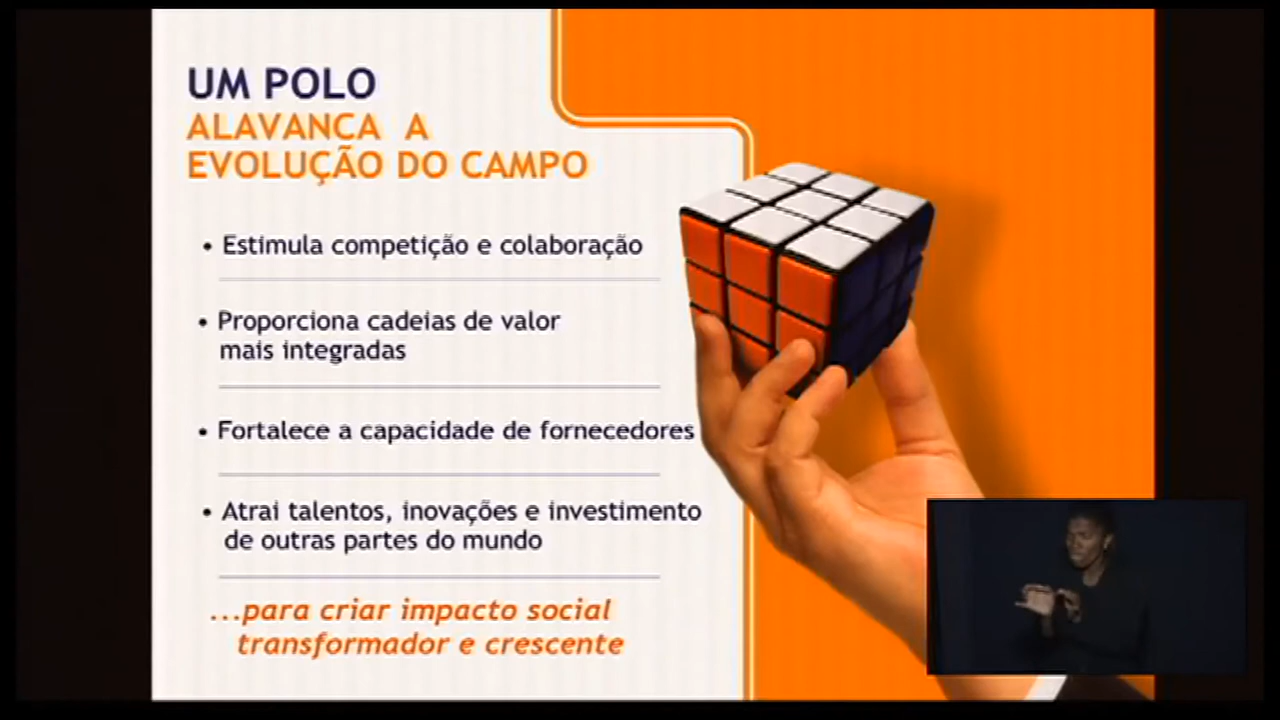 UM POLO
ALAVANCA A
EVOLUÇÃO DO CAMPO
• Estimula competição e colaboração
• Proporciona cadeias de valor
mais integradas
• Fortalece a capacidade de fornecedores
• Atrai talentos, inovações e investimento
de outras partes do mundo
...para criar impacto social
transformador e crescente